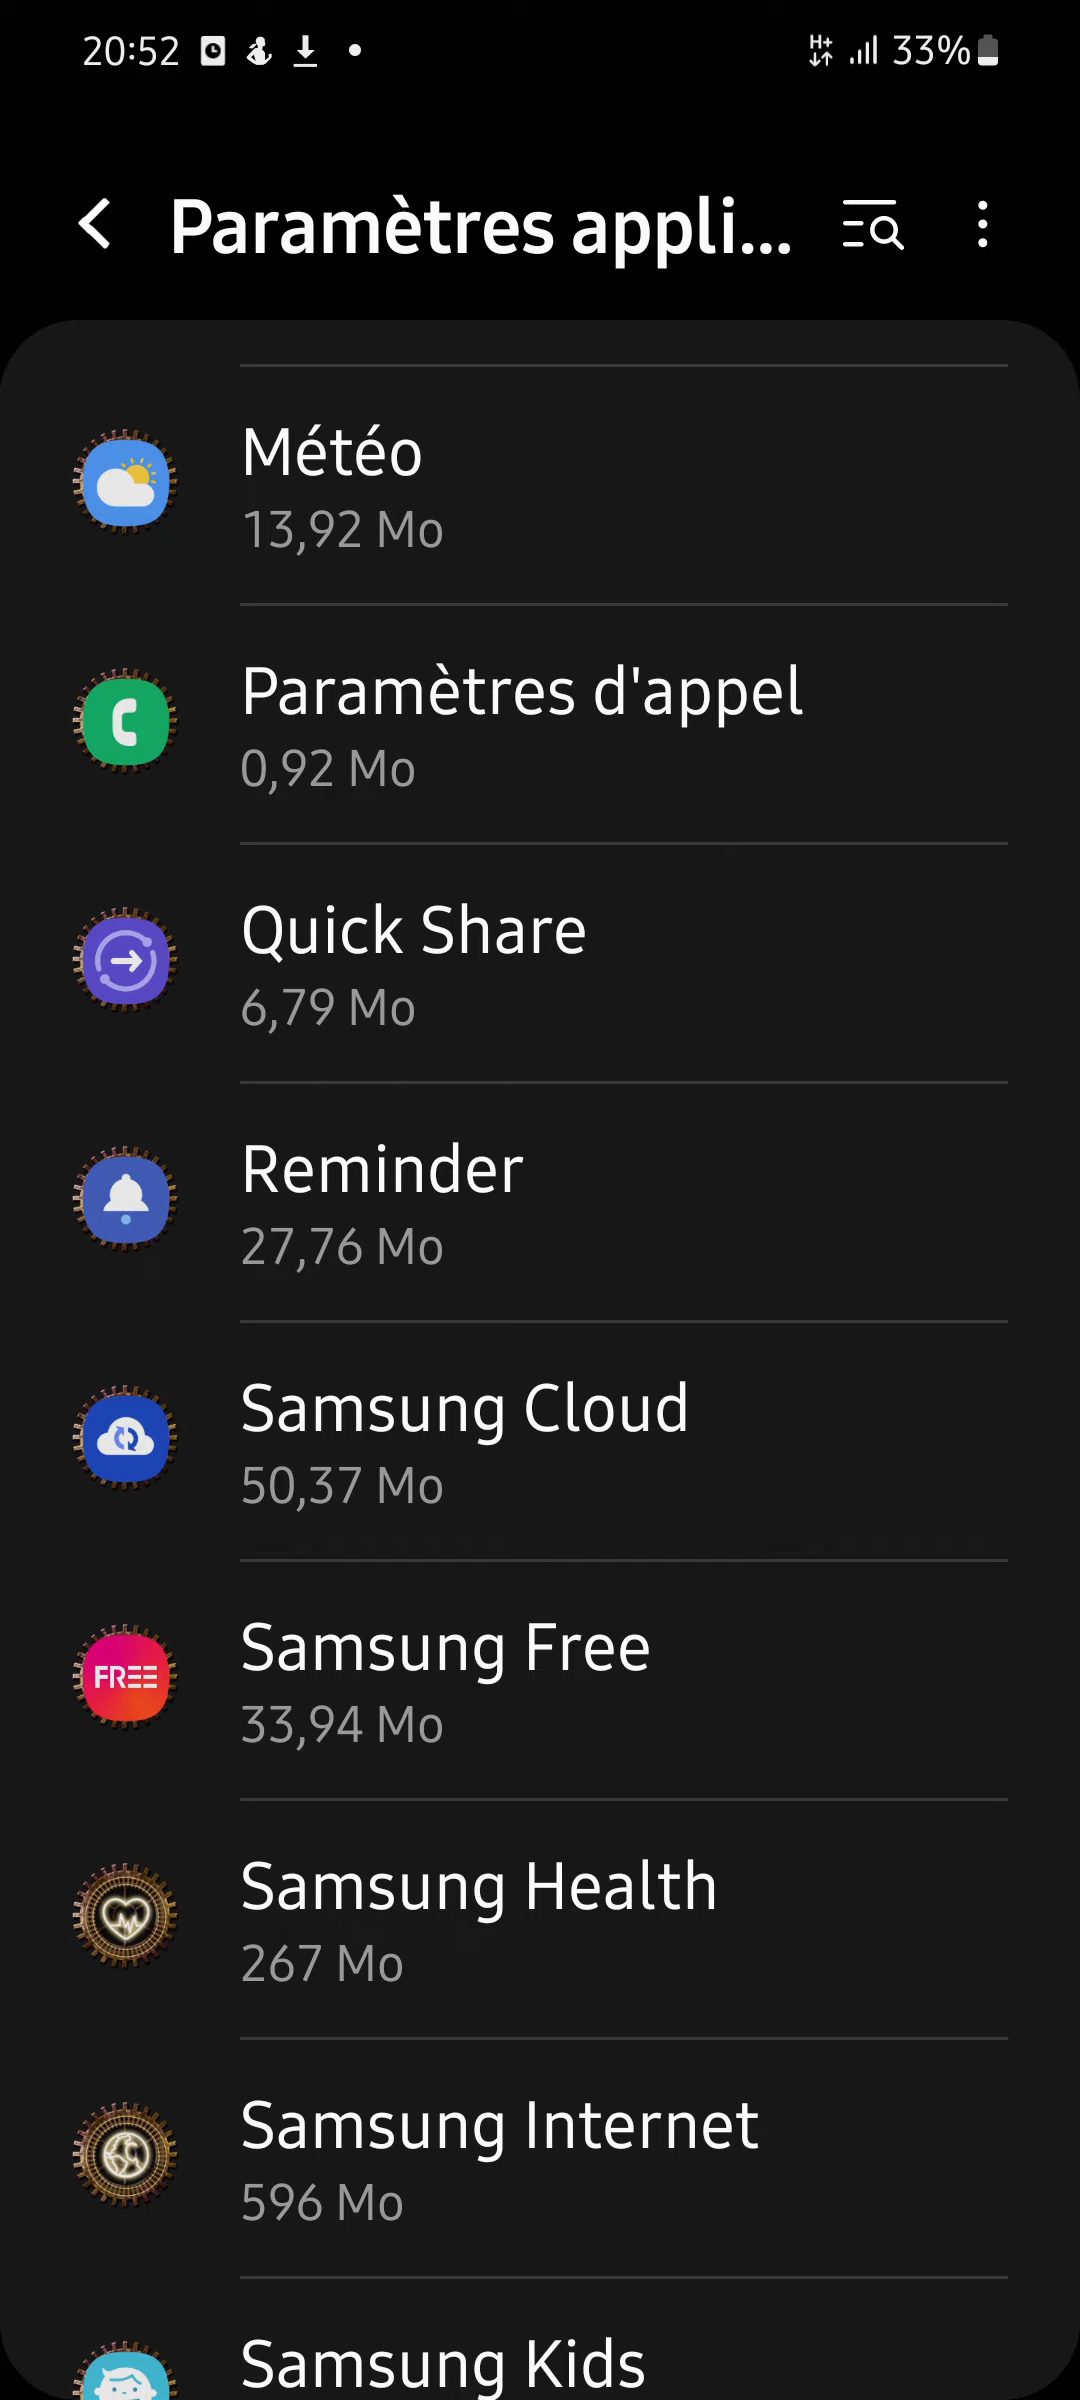 20:52 H+ 33%
Paramètres appli...
Météo
13,92 Mo
Paramètres d'appel
0,92 Mo
Quick Share
6,79 Mo
Reminder
27,76 Mo
Samsung Cloud
50,37 Mo
FREE
Samsung Free
33,94 Mo
Samsung Health
267 Mo
Samsung Internet
596 Mo
Samsung Kids